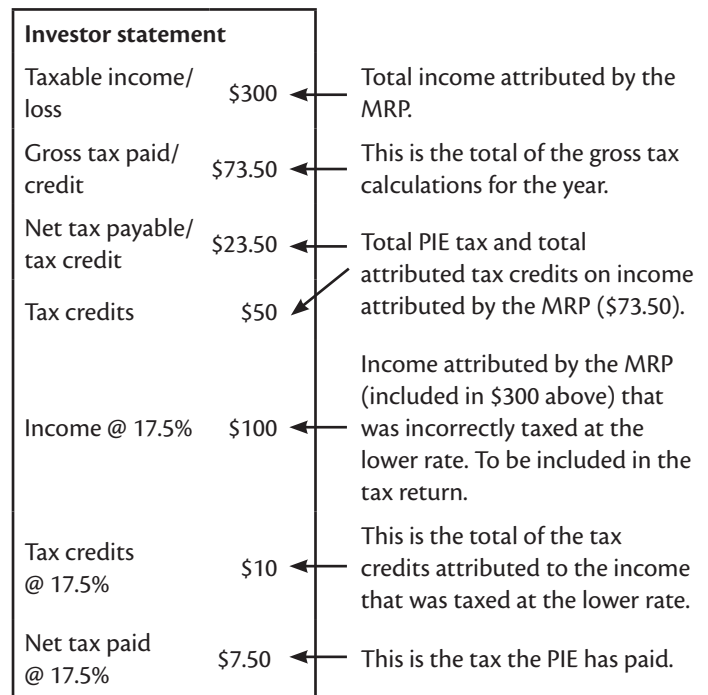 Investor statement
Taxable income/
loss
$300
Total income attributed by the
MRP.
Gross tax paid/
credit
$73.50
This is the total of the gross tax
calculations for the year.
Net tax payable/
tax credit
$23.50
Total PIE tax and total
attributed tax credits on income
attributed by the MRP ($73.50).
Tax credits
$50
Income @ 17.5%
$100
Income attributed by the MRP
(included in $300 above) that
was incorrectly taxed at the
lower rate. To be included in the
tax return.
Tax credits
@ 17.5%
$10
This is the total of the tax
credits attributed to the income
that was taxed at the lower rate.
Net tax paid
@ 17.5%
$7.50
This is the tax the PIE has paid.